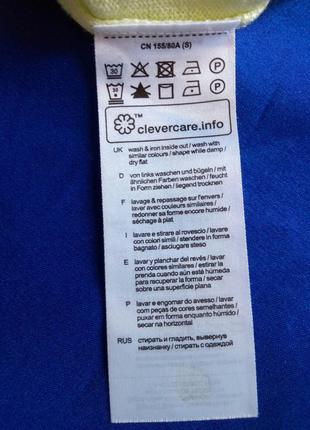 CN 155/80A (S)
30 P
30 P
™
clevercare.info
UK wash & iron inside out / wash with
similar colours / shape while damp /
dry flat
D von links waschen und bügeln / mit
ähnlichen Farben waschen / feucht
in Form ziehen / liegend trocknen
F lavage & repassage sur l'envers /
laver avec couleurs similaires /
redonner sa forme encore humide /
séchage à plat
I lavare e stirare al rovescio / lavare
con colori simili / stendere in forma
bagnato / asciugare steso
E lavar y planchar del revés / lavar
con colores similares / estirar la
prenda cuando aún esté húmeda
para recuperar la forma / secar
sobre una superficie plana
P lavar e engomar do avesso / lavar
com peças de cores semelhantes /
puxar em forma enquanto húmido /
secar na horizontal
RUS стирать и гладить, вывернув
наизнанку / стирать с одеждой